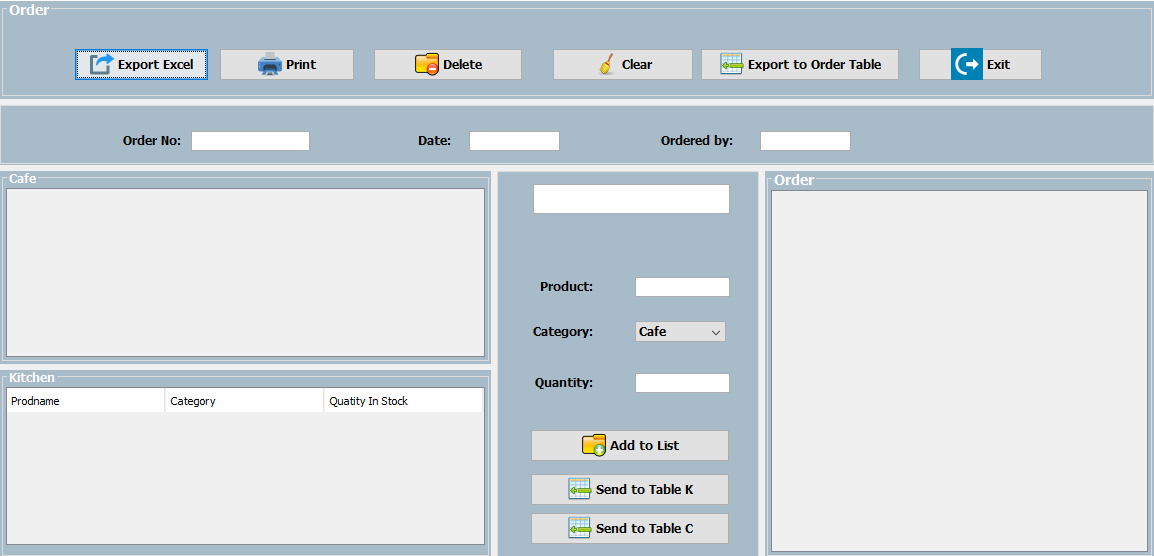 Order
Export Excel
Print
Delete
Clear
Export to Order Table
Exit
Order No:
Date:
Ordered by:
Cafe
Order
Product:
Category:
Cafe
Quantity:
Kitchen
Prodname
Category
Quatity In Stock
Add to List
Send to Table K
Send to Table C